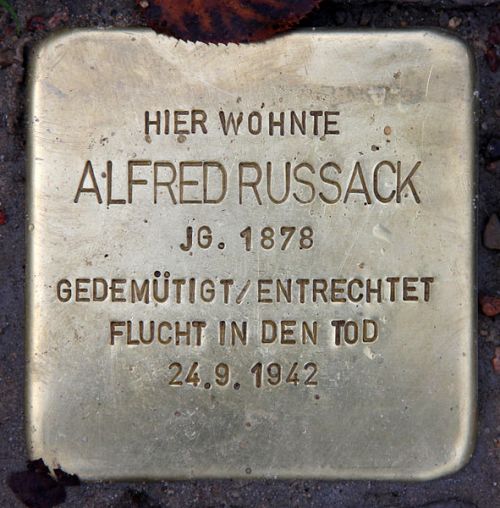 HIER WOHNTE
ALFRED RUSSACK
JG. 1878
GEDEMÜTIGT/ENTRECHTET
FLUCHT IN DEN TOD
24.9.1942